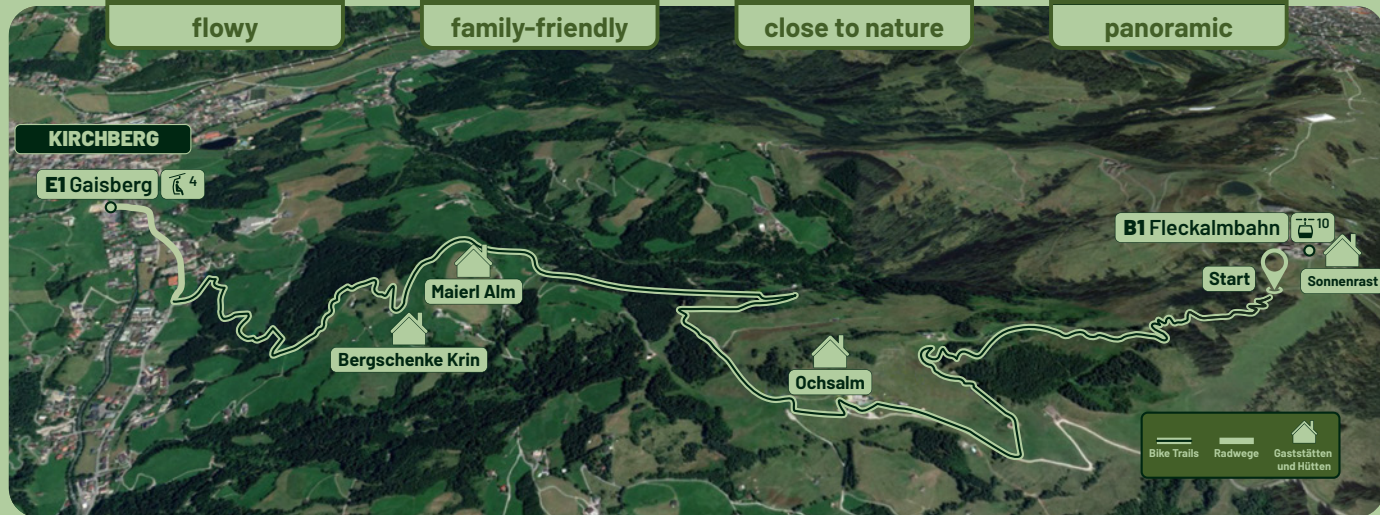 flowy
family-friendly
close to nature
panoramic
KIRCHBERG
E1 Gaisberg 4
B1 Fleckalmbahn 10
Start
Sonnenrast
Maierl Alm
Bergschenke Krin
Ochsalm
Bike Trails
Radwege
Gaststätten
und Hütten